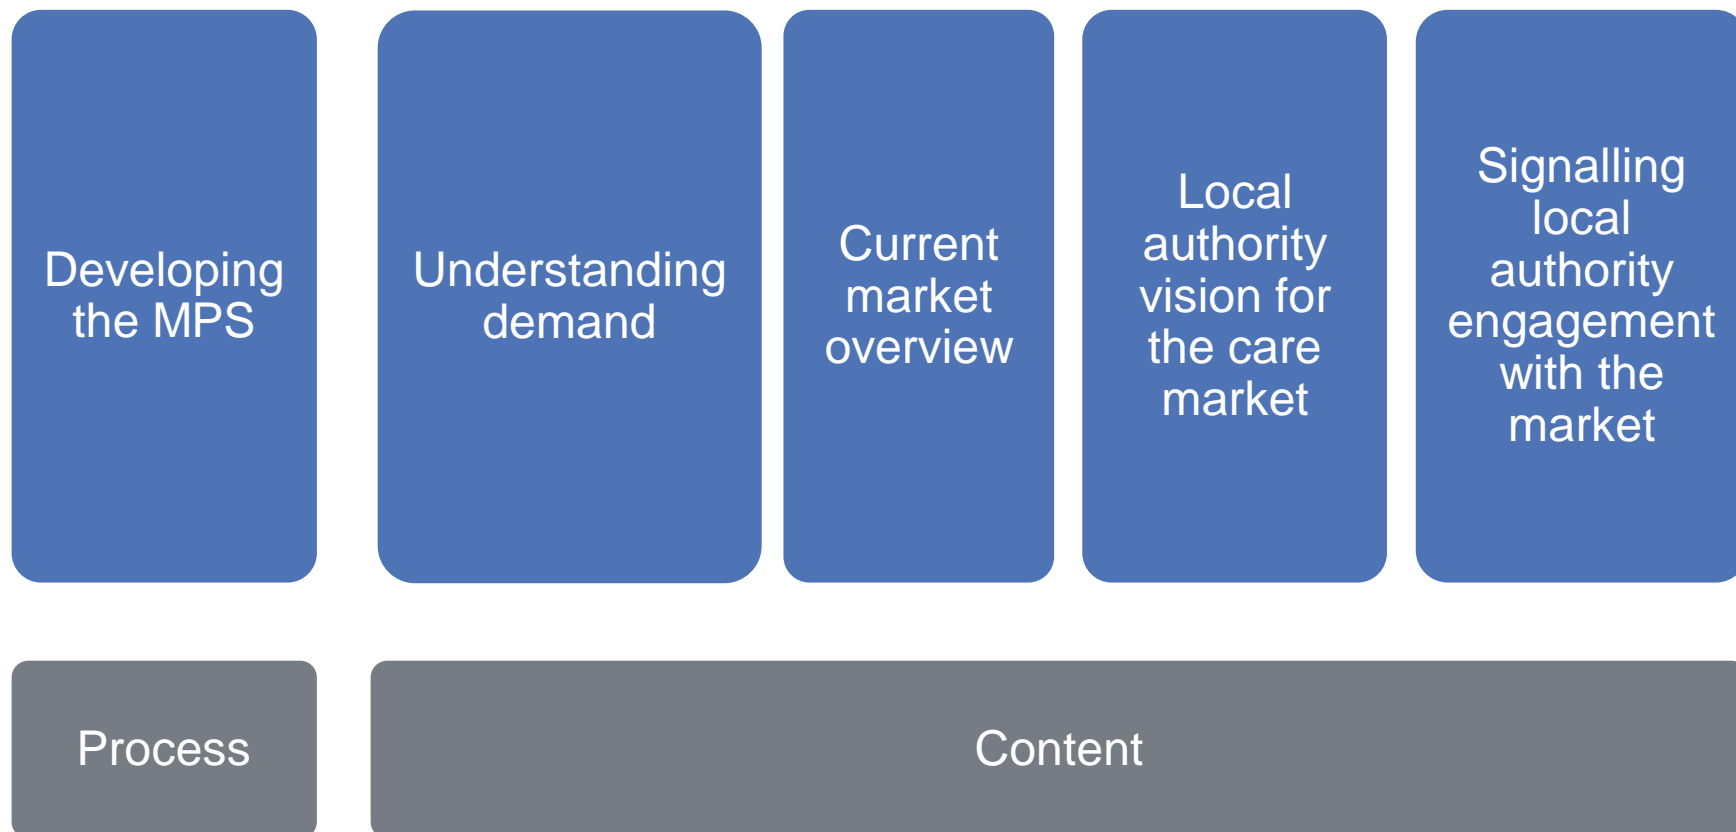 Developing
the MPS
Understanding
demand
Current
market
overview
Local
authority
vision for
the care
market
Signalling
local
authority
engagement
with the
market
Process
Content